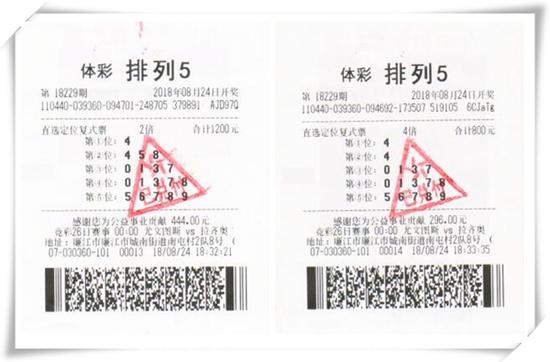 体彩 排列5
第 18229期 2018年08月24日开奖
110440-039360-094701-248705 379891 AJD97Q
直选定位复式票 2倍 合计1200元
第①位: 4
第②位: 4 5 8
第③位: 0 1 3 7
第④位: 0 1 3 7 8
第⑤位: 5 6 7 8 9
感谢您为公益事业贡献 444.00元
竞彩26日赛事 00:00 尤文图斯 vs 拉齐奥
地址:廉江市廉江市城南街道南屯村2队8号 (
07-030360-101 00013 18/08/24 18:32:21
体彩 排列5
第 18229期 2018年08月24日开奖
110440-039360-094692-173507 519105 6CJaTg
直选定位复式票 4倍 合计800元
第①位: 4
第②位: 4
第③位: 0 1 3 7
第④位: 0 1 3 7 8
第⑤位: 5 6 7 8 9
感谢您为公益事业贡献 296.00元
竞彩26日赛事 00:00 尤文图斯 vs 拉齐奥
地址:廉江市廉江市城南街道南屯村2队8号 (
07-030360-101 00014 18/08/24 18:33:35